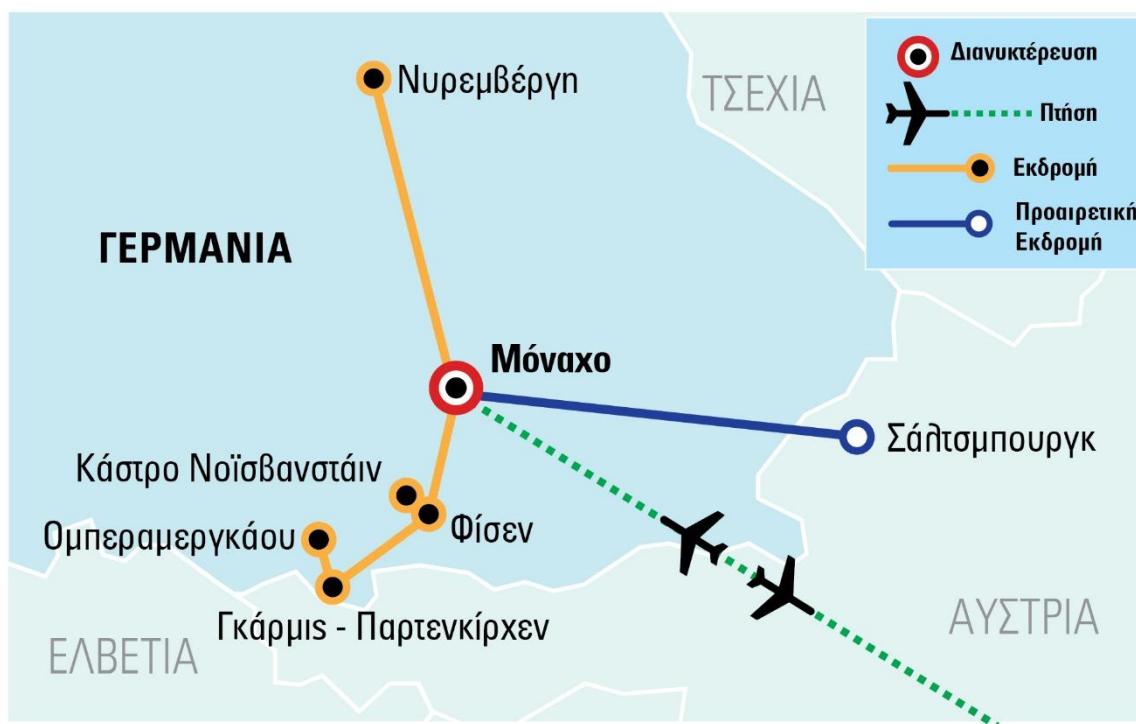 Νυρεμβέργη
ΤΣΕΧΙΑ
Διανυκτέρευση
Πτήση
Εκδρομή
Προαιρετική
Εκδρομή
ΓΕΡΜΑΝΙΑ
Μόναχο
Σάλτσμπουργκ
Κάστρο Νοϊσβανστάιν
Ομπεραμεργκάου
Φίσεν
Γκάρμις - Παρτενκίρχεν
ΑΥΣΤΡΙΑ
ΕΛΒΕΤΙΑ